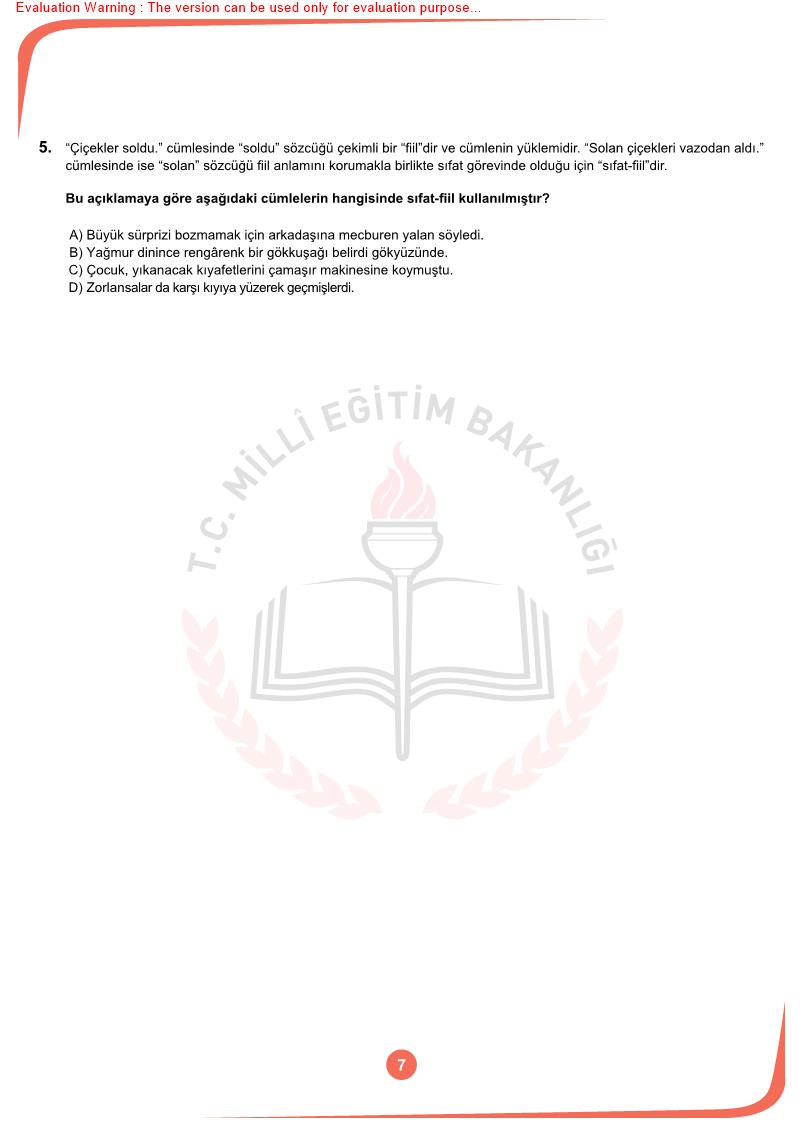 Evaluation Warning : The version can be used only for evaluation purpose...
5. “Çiçekler soldu.” cümlesinde “soldu” sözcüğü çekimli bir “fiil”dir ve cümlenin yüklemidir. “Solan çiçekleri vazodan aldı.”
cümlesinde ise “solan” sözcüğü fiil anlamını korumakla birlikte sıfat görevinde olduğu için “sıfat-fiil”dir.
Bu açıklamaya göre aşağıdaki cümlelerin hangisinde sıfat-fiil kullanılmıştır?
A) Büyük sürprizi bozmamak için arkadaşına mecburen yalan söyledi.
B) Yağmur dinince rengârenk bir gökkuşağı belirdi gökyüzünde.
C) Çocuk, yıkanacak kıyafetlerini çamaşır makinesine koymuştu.
D) Zorlansalar da karşı kıyıya yüzerek geçmişlerdi.
T.C. MİLLÎ EĞİTİM BAKANLIĞI
7